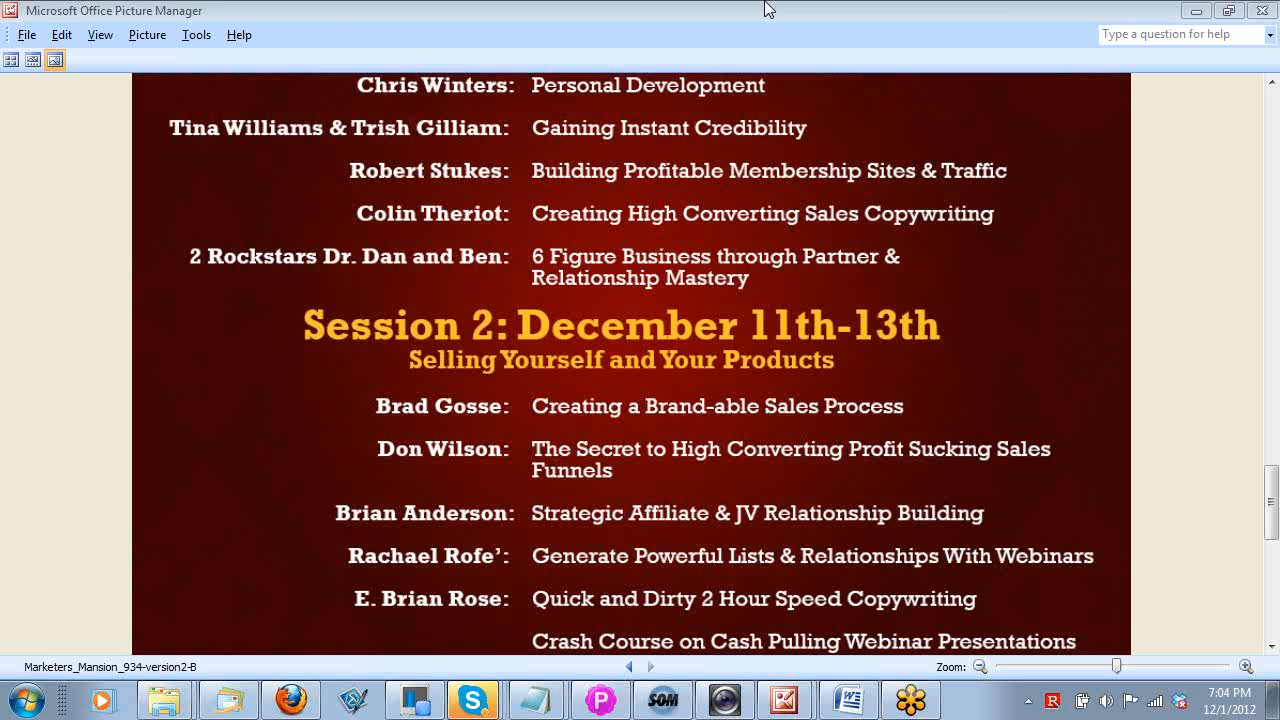 Microsoft Office Picture Manager
File Edit View Picture Tools Help
Type a question for help
Chris Winters: Personal Development
Tina Williams & Trish Gilliam: Gaining Instant Credibility
Robert Stukes: Building Profitable Membership Sites & Traffic
Colin Theriot: Creating High Converting Sales Copywriting
2 Rockstars Dr. Dan and Ben: 6 Figure Business through Partner &
Relationship Mastery
Session 2: December 11th-13th
Selling Yourself and Your Products
Brad Gosse: Creating a Brand-able Sales Process
Don Wilson: The Secret to High Converting Profit Sucking Sales
Funnels
Brian Anderson: Strategic Affiliate & JV Relationship Building
Rachael Rofe’: Generate Powerful Lists & Relationships With Webinars
E. Brian Rose: Quick and Dirty 2 Hour Speed Copywriting
Crash Course on Cash Pulling Webinar Presentations
Marketers_Mansion_934-version2-B
Zoom:
S P SOM W R
7:04 PM
12/1/2012